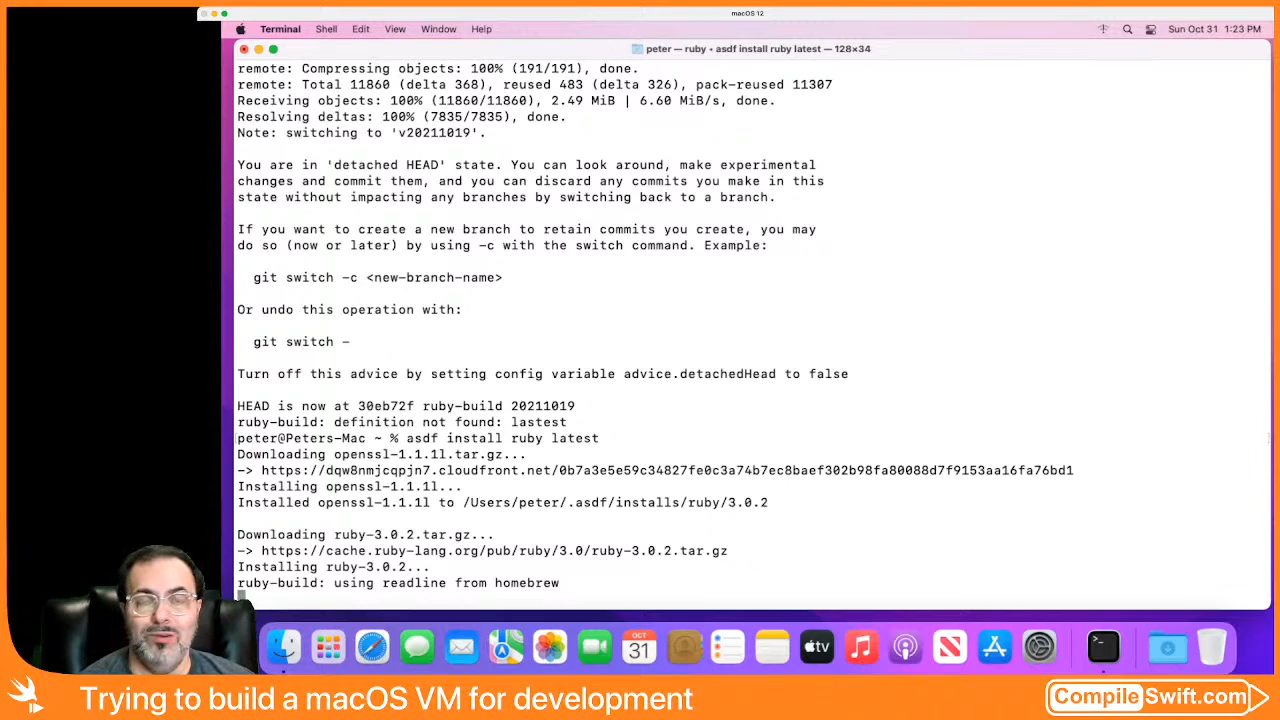 macOS 12
Terminal Shell Edit View Window Help Sun Oct 31 1:23 PM
peter — ruby • asdf install ruby latest — 128×34
remote: Compressing objects: 100% (191/191), done.
remote: Total 11860 (delta 368), reused 483 (delta 326), pack-reused 11307
Receiving objects: 100% (11860/11860), 2.49 MiB | 6.60 MiB/s, done.
Resolving deltas: 100% (7835/7835), done.
Note: switching to 'v20211019'.
You are in 'detached HEAD' state. You can look around, make experimental
changes and commit them, and you can discard any commits you make in this
state without impacting any branches by switching back to a branch.
If you want to create a new branch to retain commits you create, you may
do so (now or later) by using -c with the switch command. Example:
git switch -c <new-branch-name>
Or undo this operation with:
git switch -
Turn off this advice by setting config variable advice.detachedHead to false
HEAD is now at 30eb72f ruby-build 20211019
ruby-build: definition not found: lastest
peter@Peters-Mac ~ % asdf install ruby latest
Downloading openssl-1.1.1l.tar.gz...
-> https://dqw8nmjcqpjn7.cloudfront.net/0b7a3e5e59c34827fe0c3a74b7ec8baef302b98fa80088d7f9153aa16fa76bd1
Installing openssl-1.1.1l...
Installed openssl-1.1.1l to /Users/peter/.asdf/installs/ruby/3.0.2
Downloading ruby-3.0.2.tar.gz...
-> https://cache.ruby-lang.org/pub/ruby/3.0/ruby-3.0.2.tar.gz
Installing ruby-3.0.2...
ruby-build: using readline from homebrew
OCT
31
tv
Trying to build a macOS VM for development
CompileSwift.com